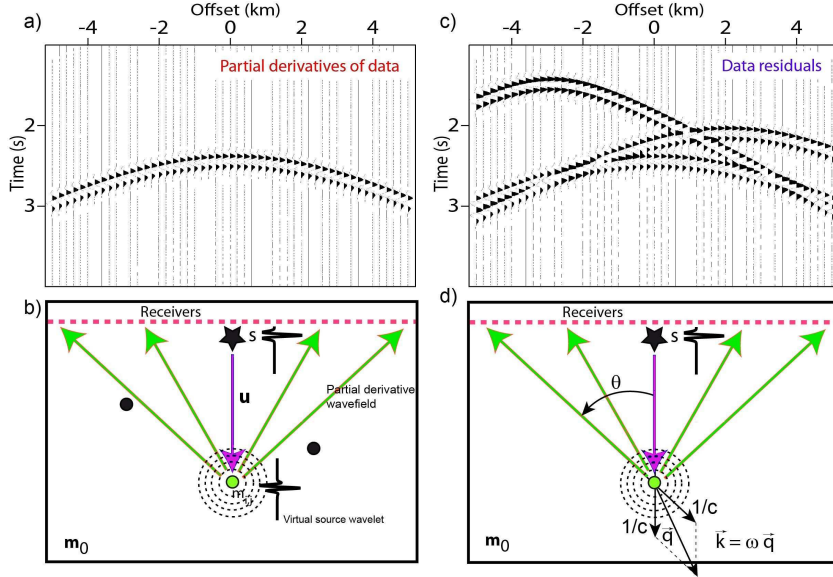 a)
Offset (km)
-4 -2 0 2 4
Partial derivatives of data
Time (s)
2
3
c)
Offset (km)
-4 -2 0 2 4
Data residuals
Time (s)
2
3
b)
Receivers
s
u
Partial derivative
wavefield
Virtual source wavelet
m₀
d)
Receivers
s
θ
1/c
1/c
q⃗
k⃗ = ω q⃗
m₀